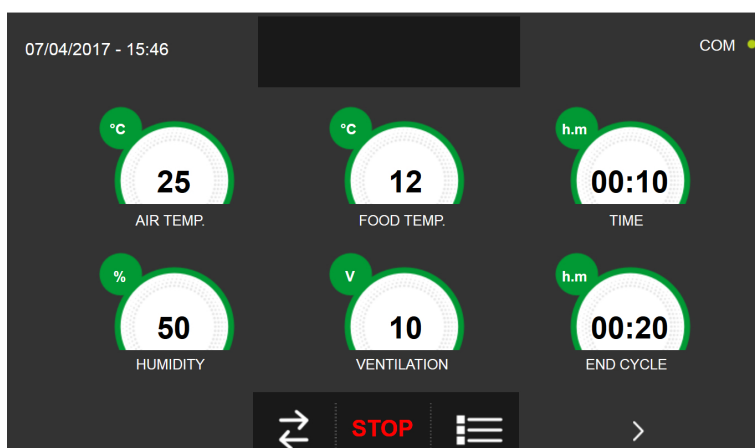 07/04/2017 - 15:46
COM
°C
°C
h.m
25
12
00:10
AIR TEMP.
FOOD TEMP.
TIME
%
V
h.m
50
10
00:20
HUMIDITY
VENTILATION
END CYCLE
STOP